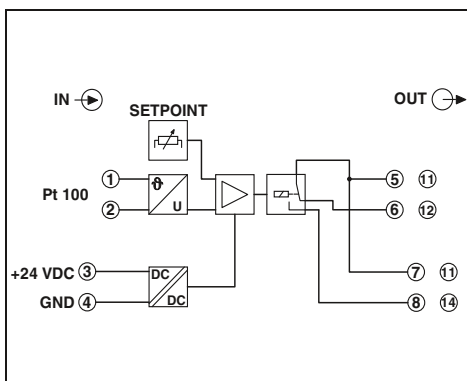 IN OUT
SETPOINT
1 5 11
Pt 100 ϑ
2 U 6 12
+24 VDC 3 DC 7 11
GND 4 DC 8 14